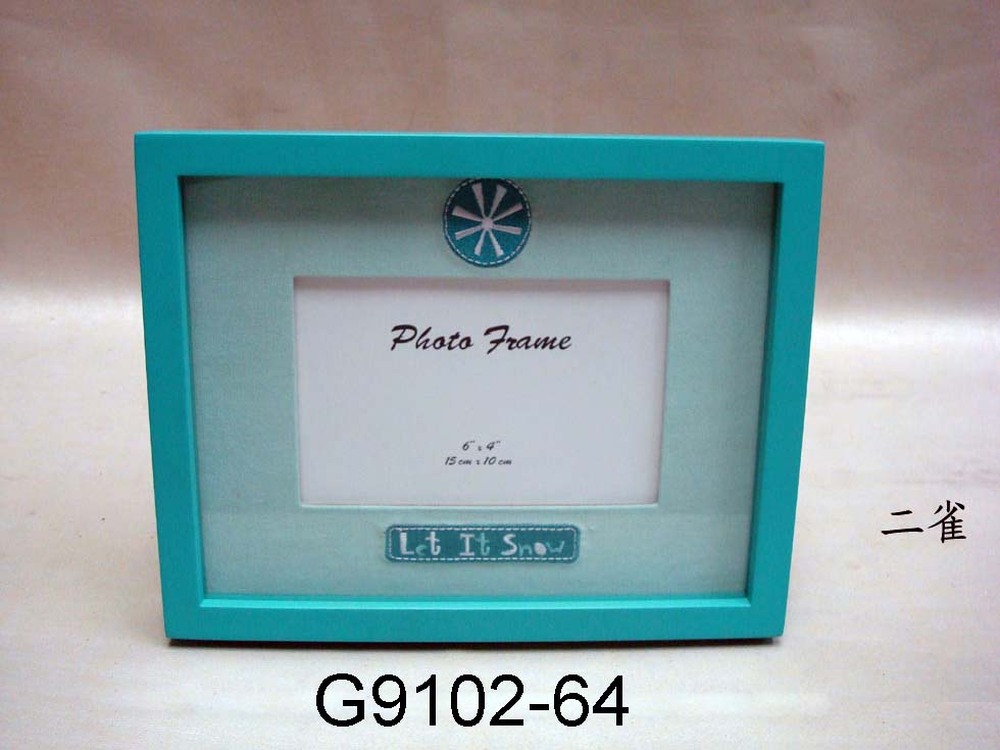 Photo Frame
6" x 4"
15 cm x 10 cm
Let It Snow
二雀
G9102-64